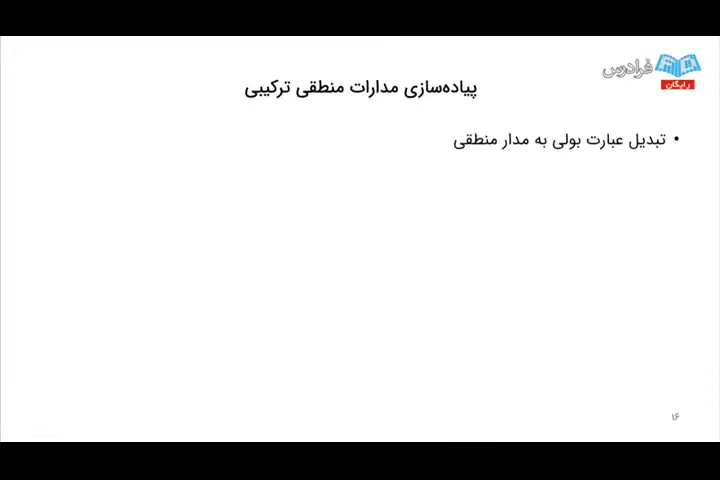 فرادرس
رایگان
پیاده‌سازی مدارات منطقی ترکیبی
• تبدیل عبارت بولی به مدار منطقی
۱۶